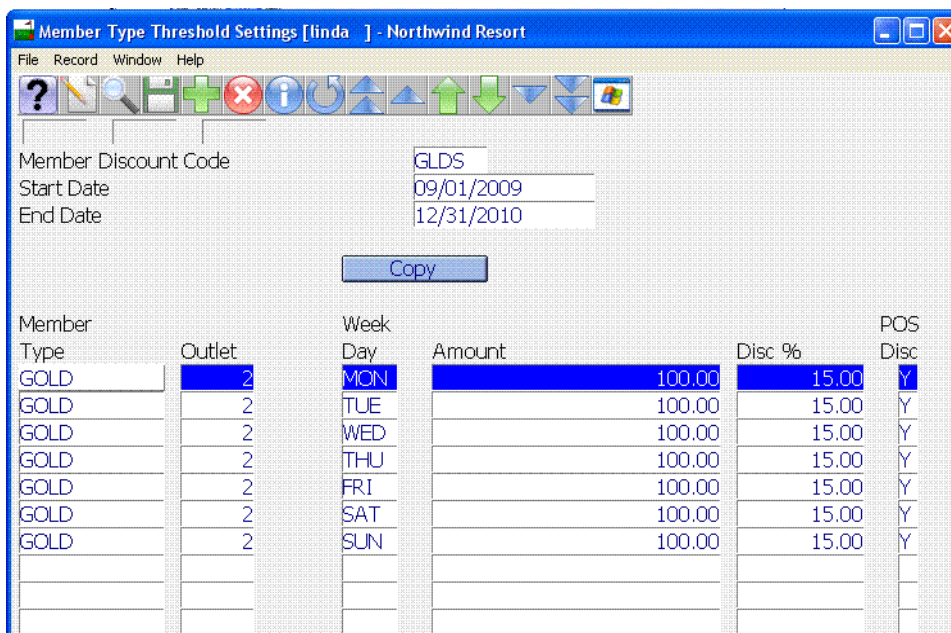 Member Type Threshold Settings [linda ] - Northwind Resort
File Record Window Help
?
Member Discount Code GLDS
Start Date 09/01/2009
End Date 12/31/2010
Copy
Member Week POS
Type Outlet Day Amount Disc % Disc
GOLD 2 MON 100.00 15.00 Y
GOLD 2 TUE 100.00 15.00 Y
GOLD 2 WED 100.00 15.00 Y
GOLD 2 THU 100.00 15.00 Y
GOLD 2 FRI 100.00 15.00 Y
GOLD 2 SAT 100.00 15.00 Y
GOLD 2 SUN 100.00 15.00 Y